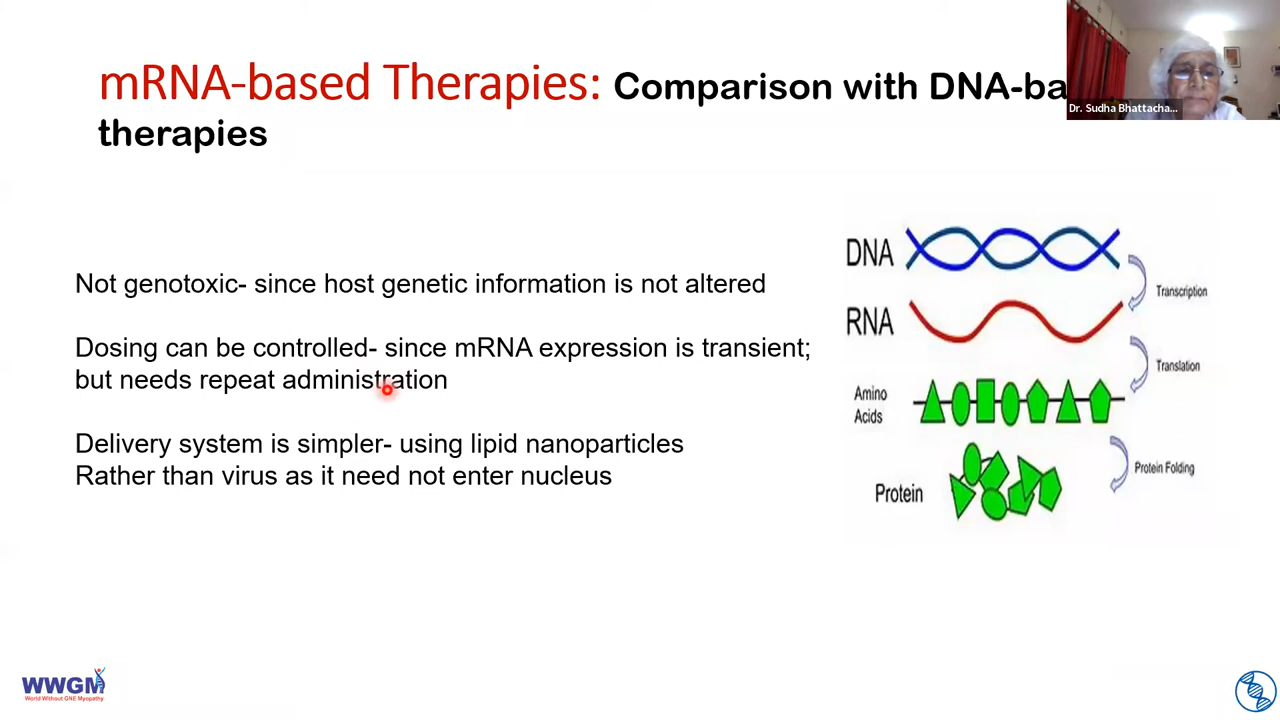 mRNA-based Therapies: Comparison with DNA-ba
therapies
Dr. Sudha Bhattacha...
Not genotoxic- since host genetic information is not altered
Dosing can be controlled- since mRNA expression is transient;
but needs repeat administration
Delivery system is simpler- using lipid nanoparticles
Rather than virus as it need not enter nucleus
DNA
Transcription
RNA
Translation
Amino
Acids
Protein Folding
Protein
WWGM
World Without GNE Myopathy